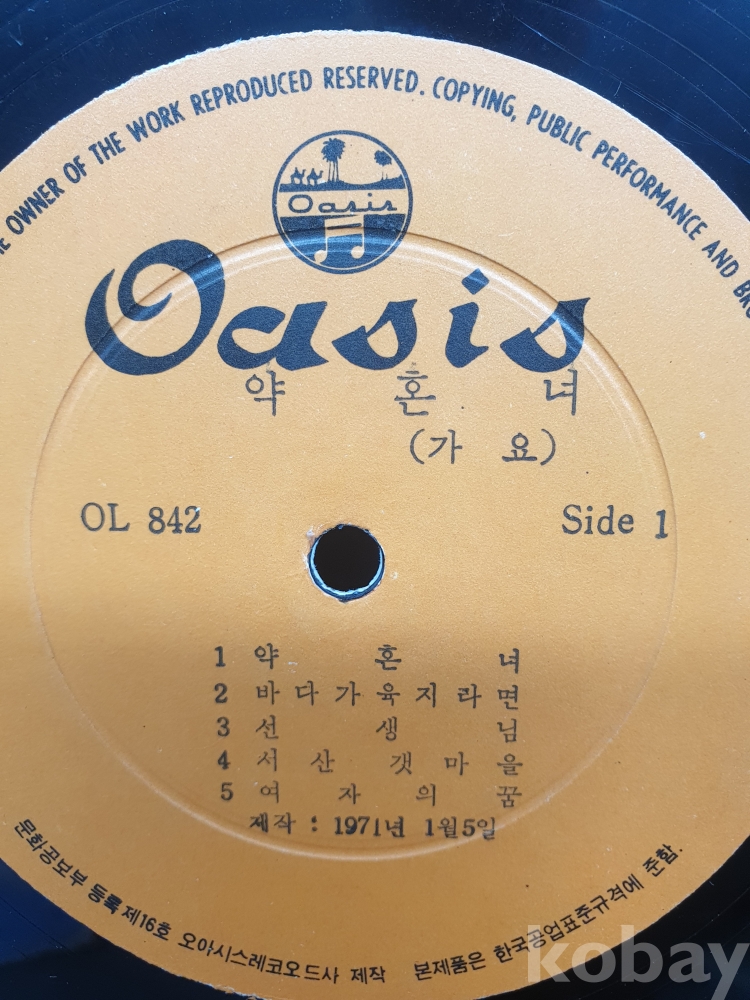 OWNER OF THE WORK REPRODUCED RESERVED. COPYING, PUBLIC PERFORMANCE AND
Oasis
Oasis
약 혼 녀
(가 요)
OL 842
Side 1
1 약 혼 녀
2 바 다 가 육 지 라 면
3 선 생 님
4 서 산 갯 마 을
5 여 자 의 꿈
제작 : 1971년 1월5일
문화공보부 등록 제16호 오아시스레코오드사 제작 본제품은 한국공업표준규격에 준함.
kobay